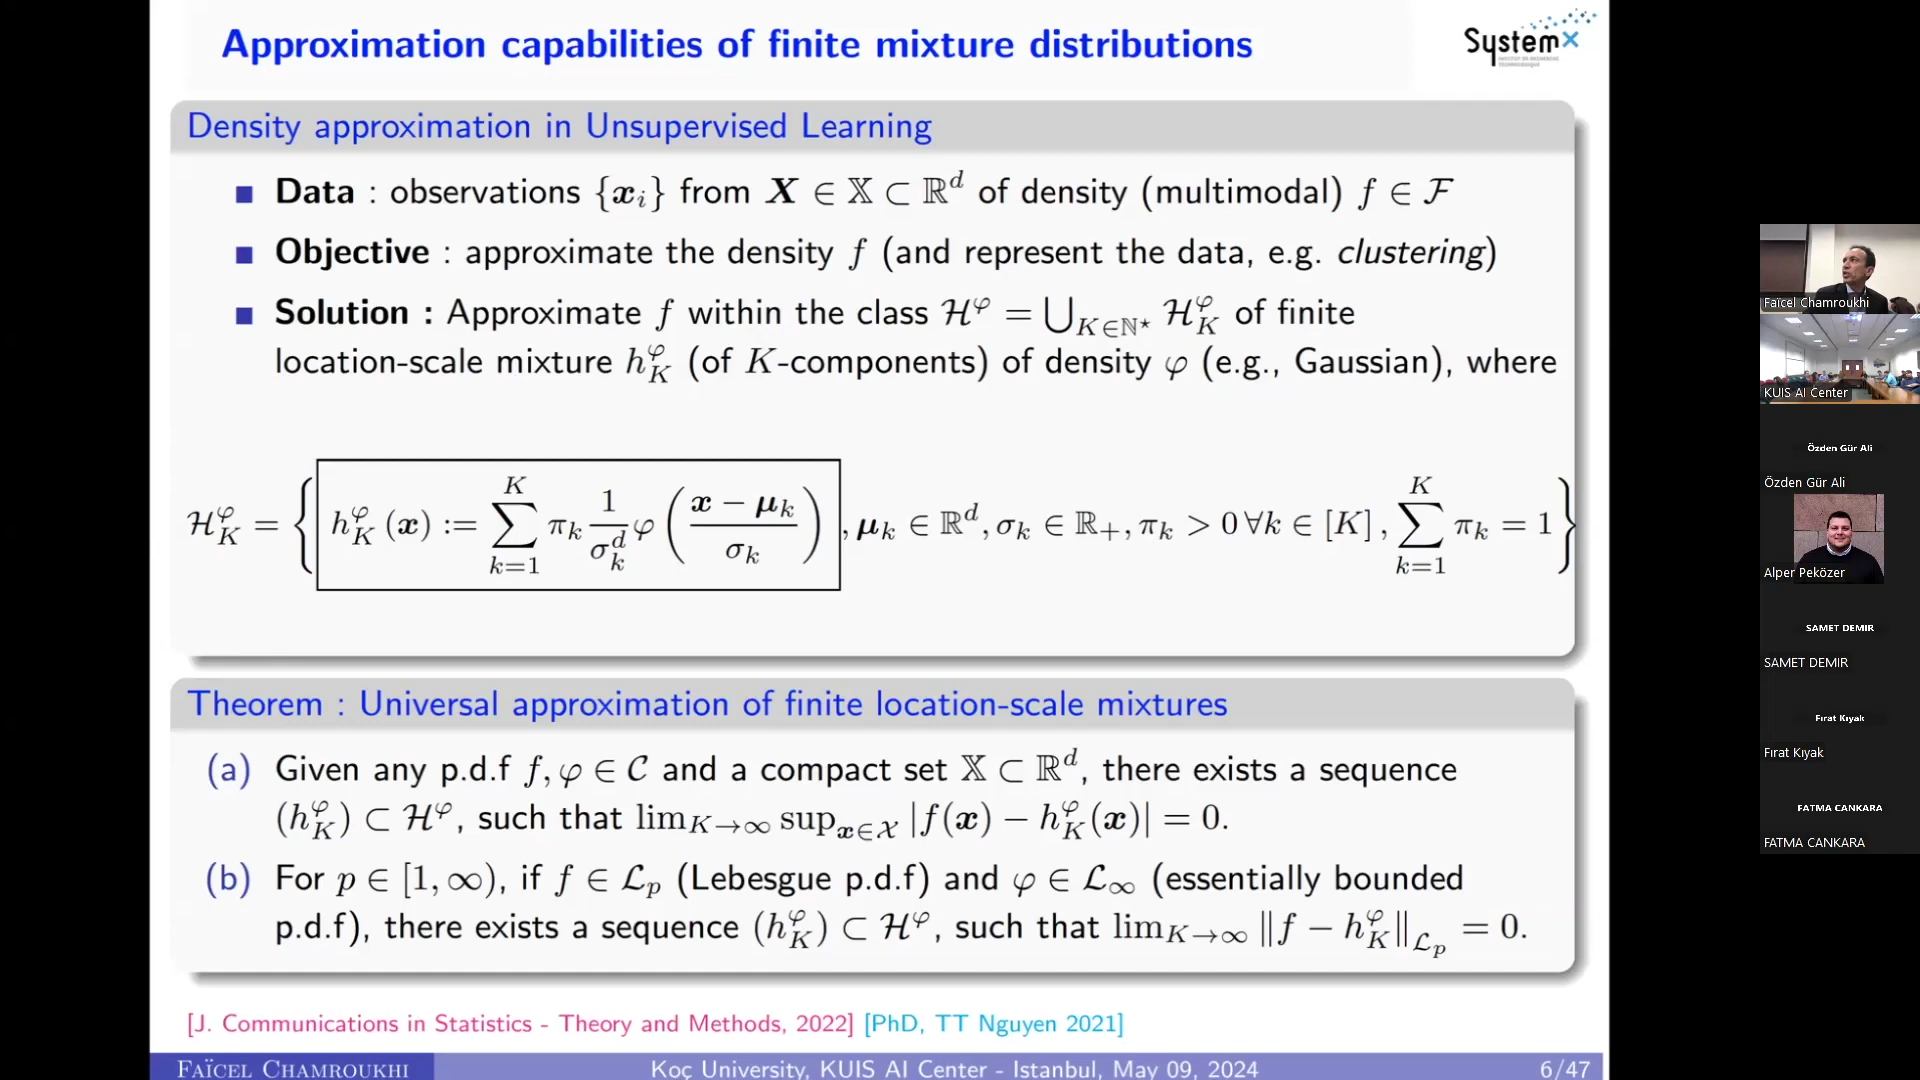 Approximation capabilities of finite mixture distributions
SystemX
INSTITUT DE RECHERCHE
TECHNOLOGIQUE
Density approximation in Unsupervised Learning
Data : observations {𝒙ᵢ} from 𝑿 ∈ 𝕏 ⊂ ℝᵈ of density (multimodal) f ∈ ℱ
Objective : approximate the density f (and represent the data, e.g. clustering)
Solution : Approximate f within the class ℋ^φ = ⋃_{K∈ℕ⋆} ℋ_K^φ of finite
location-scale mixture h_K^φ (of K-components) of density φ (e.g., Gaussian), where
ℋ_K^φ = { h_K^φ (𝒙) := ∑_{k=1}^{K} π_k \frac{1}{σ_k^d} φ ( \frac{𝒙 − 𝝁_k}{σ_k} ) , 𝝁_k ∈ ℝ^d, σ_k ∈ ℝ_+, π_k > 0 ∀k ∈ [K] , ∑_{k=1}^{K} π_k = 1 }
Theorem : Universal approximation of finite location-scale mixtures
(a) Given any p.d.f f, φ ∈ 𝒞 and a compact set 𝕏 ⊂ ℝ^d, there exists a sequence
(h_K^φ) ⊂ ℋ^φ, such that lim_{K→∞} sup_{𝒙∈𝒳} |f(𝒙) − h_K^φ(𝒙)| = 0.
(b) For p ∈ [1, ∞), if f ∈ ℒ_p (Lebesgue p.d.f) and φ ∈ ℒ_∞ (essentially bounded
p.d.f), there exists a sequence (h_K^φ) ⊂ ℋ^φ, such that lim_{K→∞} ‖f − h_K^φ‖_{ℒ_p} = 0.
[J. Communications in Statistics - Theory and Methods, 2022] [PhD, TT Nguyen 2021]
FAÏCEL CHAMROUKHI
Koç University, KUIS AI Center - Istanbul, May 09, 2024
6/47
Faïcel Chamroukhi
KUIS AI Center
Özden Gür Ali
Özden Gür Ali
Alper Peközer
SAMET DEMIR
SAMET DEMIR
Fırat Kıyak
Fırat Kıyak
FATMA CANKARA
FATMA CANKARA